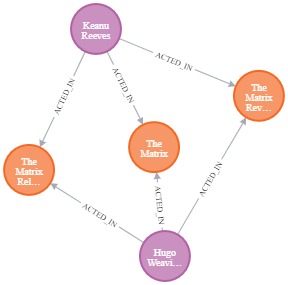 Keanu
Reeves
ACTED_IN
ACTED_IN
ACTED_IN
The
Matrix
Rev...
The
Matrix
The
Matrix
Rel...
ACTED_IN
ACTED_IN
ACTED_IN
Hugo
Weavi...